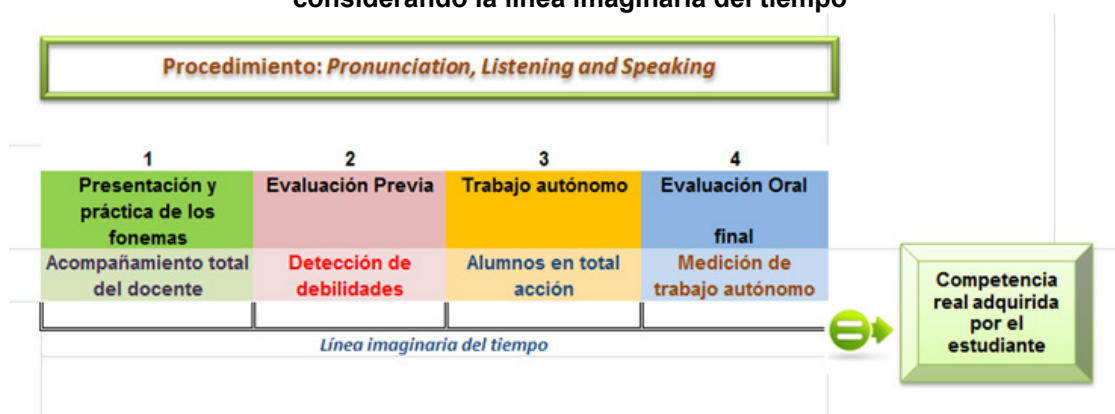 considerando la línea imaginaria del tiempo
Procedimiento: Pronunciation, Listening and Speaking
1
2
3
4
Presentación y
práctica de los
fonemas
Evaluación Previa
Trabajo autónomo
Evaluación Oral
final
Acompañamiento total
del docente
Detección de
debilidades
Alumnos en total
acción
Medición de
trabajo autónomo
Línea imaginaria del tiempo
Competencia
real adquirida
por el
estudiante